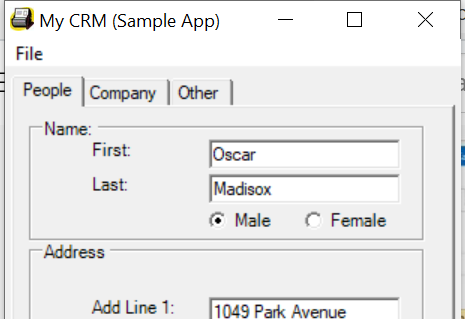 My CRM (Sample App)
File
People Company Other
Name:
First: Oscar
Last: Madisox
Male Female
Address
Add Line 1: 1049 Park Avenue